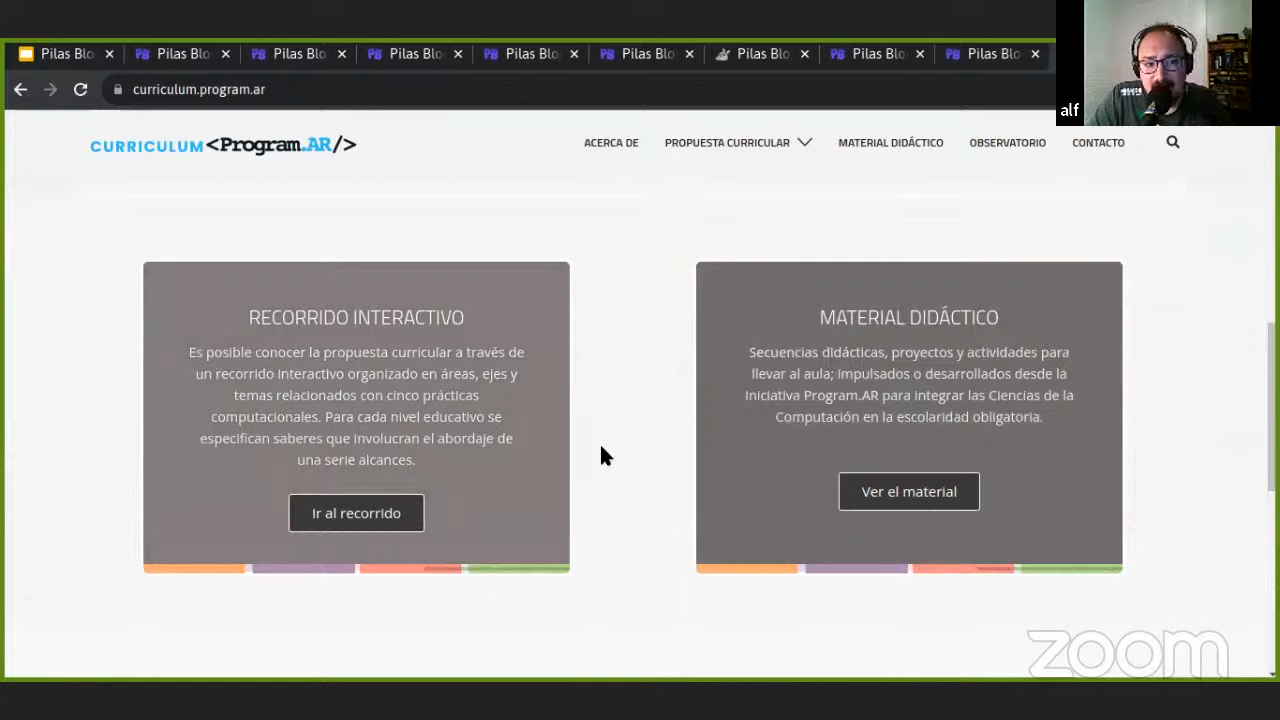 Pilas Blo Pilas Blo Pilas Blo Pilas Blo Pilas Blo Pilas Blo Pilas Blo Pilas Blo Pilas Blo
curriculum.program.ar
alf
CURRICULUM<Program.AR/>
ACERCA DE PROPUESTA CURRICULAR MATERIAL DIDÁCTICO OBSERVATORIO CONTACTO
RECORRIDO INTERACTIVO
Es posible conocer la propuesta curricular a través de
un recorrido interactivo organizado en áreas, ejes y
temas relacionados con cinco prácticas
computacionales. Para cada nivel educativo se
especifican saberes que involucran el abordaje de
una serie alcances.
Ir al recorrido
MATERIAL DIDÁCTICO
Secuencias didácticas, proyectos y actividades para
llevar al aula; impulsados o desarrollados desde la
Iniciativa Program.AR para integrar las Ciencias de la
Computación en la escolaridad obligatoria.
Ver el material
zoom